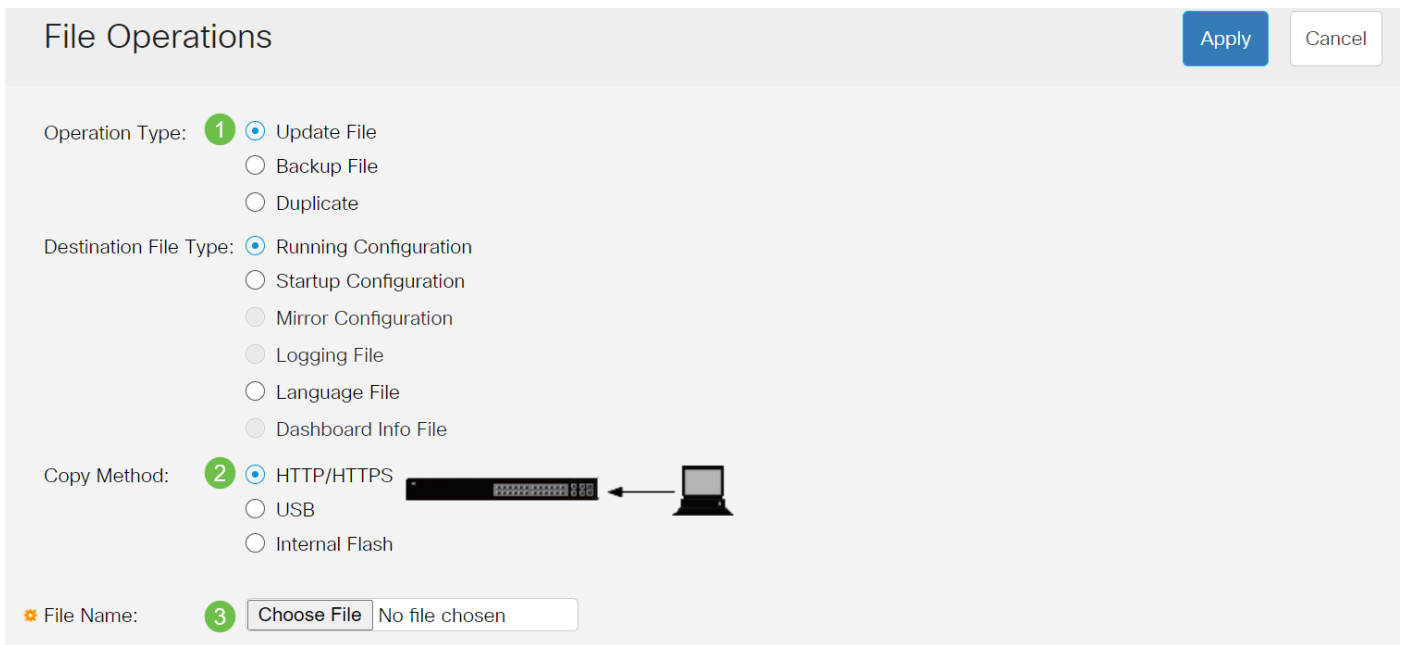 File Operations
Apply
Cancel
Operation Type:
1
Update File
Backup File
Duplicate
Destination File Type:
Running Configuration
Startup Configuration
Mirror Configuration
Logging File
Language File
Dashboard Info File
Copy Method:
2
HTTP/HTTPS
USB
Internal Flash
File Name:
3
Choose File No file chosen